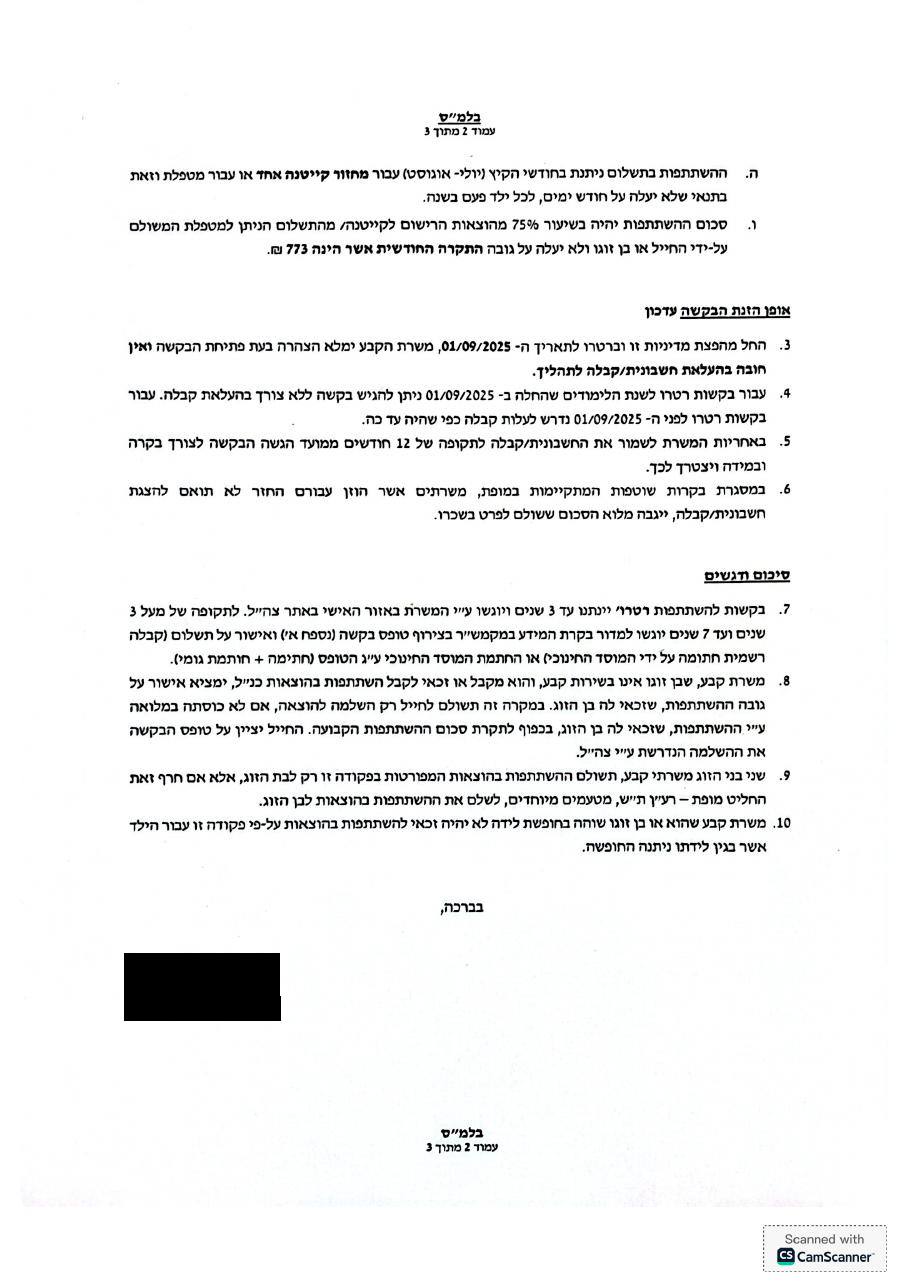 בלמ״ס
עמוד 2 מתוך 3
ה. ההשתתפות בתשלום ניתנת בחודשי הקיץ (יולי- אוגוסט) עבור מחזור קייטנה אחד או עבור מטפלת וזאת
בתנאי שלא יעלה על חודש ימים, לכל ילד פעם בשנה.
ו. סכום ההשתתפות יהיה בשיעור 75% מהוצאות הרישום לקייטנה/ מהתשלום הניתן למטפלת המשולם
על-ידי החייל או בן זוגו ולא יעלה על גובה התקרה החודשית אשר הינה 773 ₪.
אופן הזנת הבקשה עדכון
3. החל מהפצת מדיניות זו וברטרו לתאריך ה- 01/09/2025, משרת הקבע ימלא הצהרה בעת פתיחת הבקשה ואין
חובה בהעלאת חשבונית/קבלה לתהליך.
4. עבור בקשות רטרו לשנת הלימודים שהחלה ב- 01/09/2025 ניתן להגיש בקשה ללא צורך בהעלאת קבלה. עבור
בקשות רטרו לפני ה- 01/09/2025 נדרש לעלות קבלה כפי שהיה עד כה.
5. באחריות המשרת לשמור את החשבונית/קבלה לתקופה של 12 חודשים ממועד הגשה הבקשה לצורך בקרה
ובמידה ויצטרך לכך.
6. במסגרת בקרות שוטפות המתקיימות במופת, משרתים אשר הוזן עבורם החזר לא תואם להצגת
חשבונית/קבלה, ייגבה מלוא הסכום ששולם לפרט בשכרו.
סיכום ודגשים
7. בקשות להשתתפות רטרו׳ יינתנו עד 3 שנים ויוגשו ע״י המשרת באזור האישי באתר צה״ל. לתקופה של מעל 3
שנים ועד 7 שנים יוגשו למדור בקרת המידע במקמש״ר בצירוף טופס בקשה (נספח א׳) ואישור על תשלום (קבלה
רשמית חתומה על ידי המוסד החינוכי) או החתמת המוסד החינוכי ע״ג הטופס (חתימה + חותמת גומי).
8. משרת קבע, שבן זוגו אינו בשירות קבע, והוא מקבל או זכאי לקבל השתתפות בהוצאות כנ״ל, ימציא אישור על
גובה ההשתתפות, שזכאי לה בן הזוג. במקרה זה תשולם לחייל רק השלמה להוצאה, אם לא כוסתה במלואה
ע״י ההשתתפות, שזכאי לה בן הזוג, בכפוף לתקרת סכום ההשתתפות הקבועה. החייל יציין על טופס הבקשה
את ההשלמה הנדרשת ע״י צה״ל.
9. שני בני הזוג משרתי קבע, תשולם ההשתתפות בהוצאות המפורטות בפקודה זו רק לבת הזוג, אלא אם חרף זאת
החליט מופת – רע״ץ ת״ש, מטעמים מיוחדים, לשלם את ההשתתפות בהוצאות לבן הזוג.
10. משרת קבע שהוא או בן זוגו שוהה בחופשת לידה לא יהיה זכאי להשתתפות בהוצאות על-פי פקודה זו עבור הילד
אשר בגין לידתו ניתנה החופשה.
בברכה,
בלמ״ס
עמוד 2 מתוך 3
Scanned with
CS CamScanner